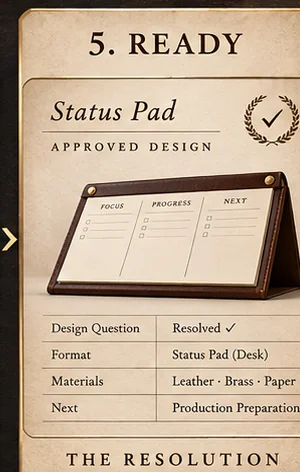 5. READY
Status Pad
APPROVED DESIGN
FOCUS PROGRESS NEXT
Design Question Resolved ✓
Format Status Pad (Desk)
Materials Leather · Brass · Paper
Next Production Preparation
THE RESOLUTION